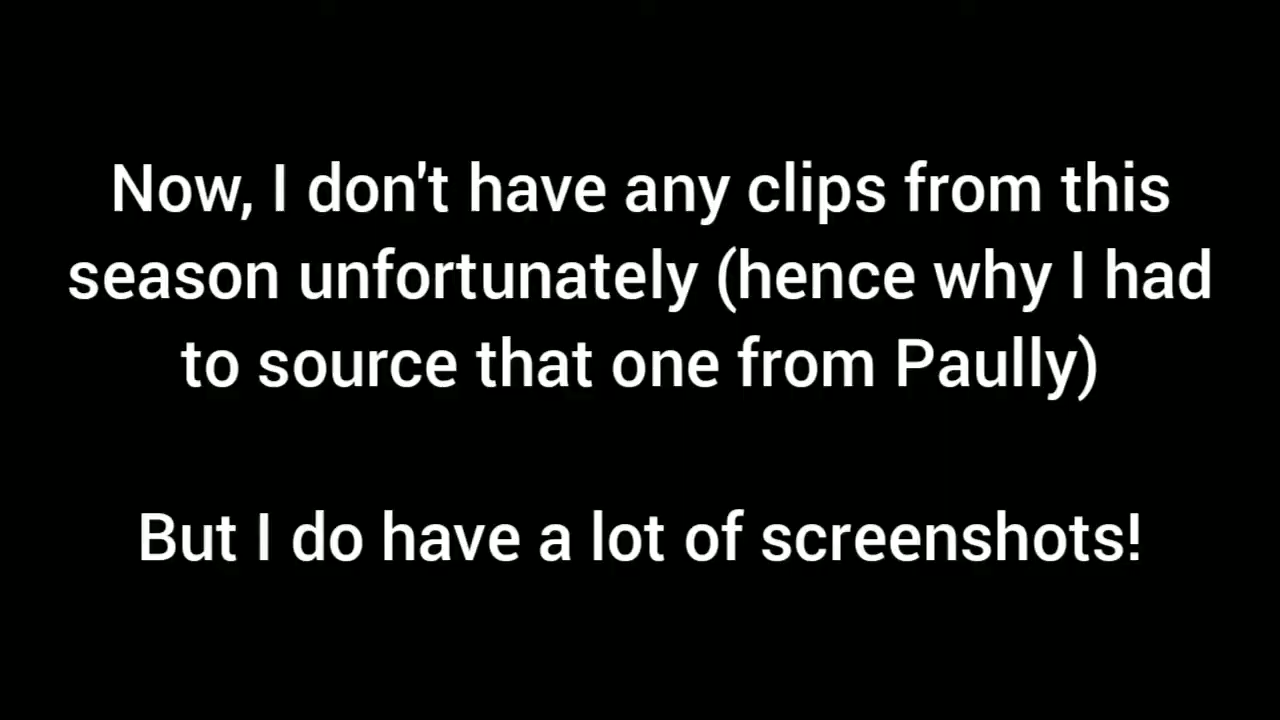 Now, I don't have any clips from this
season unfortunately (hence why I had
to source that one from Paully)
But I do have a lot of screenshots!